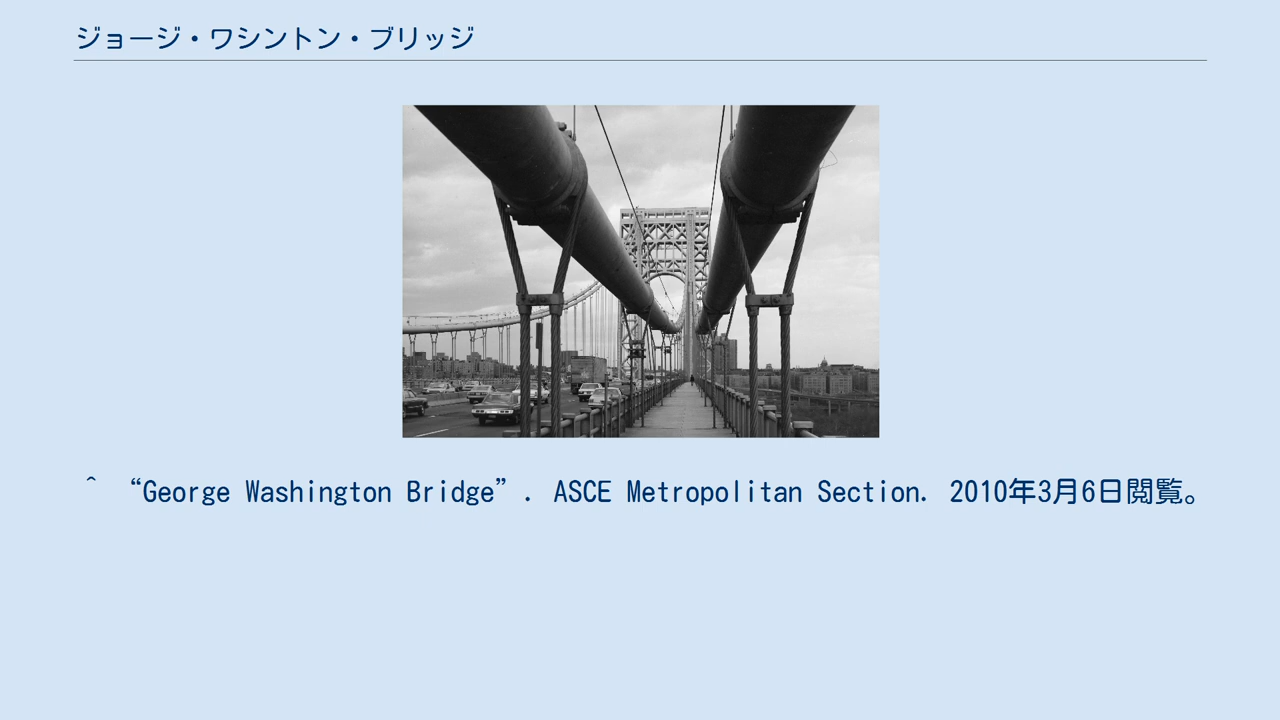 ジョージ・ワシントン・ブリッジ
^ “George Washington Bridge”. ASCE Metropolitan Section. 2010年3月6日閲覧。